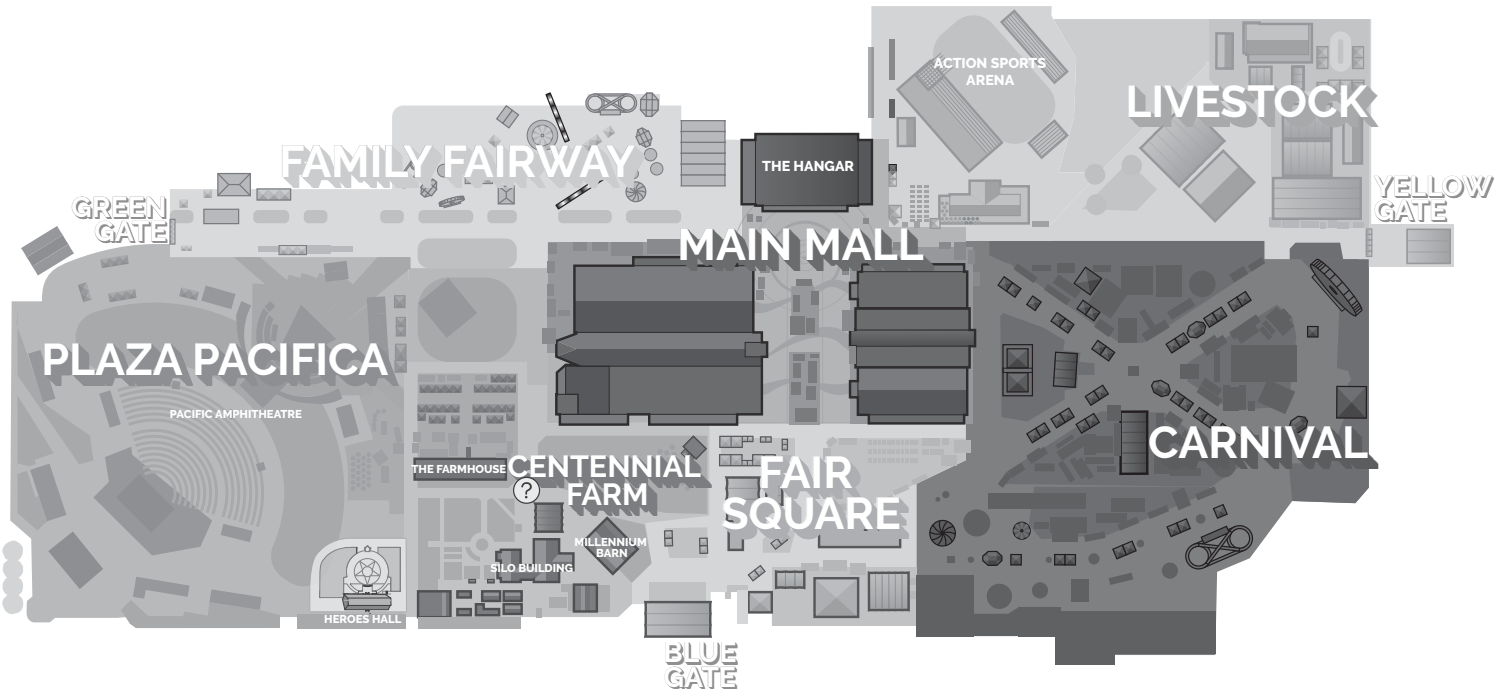 ACTION SPORTS
ARENA
LIVESTOCK
FAMILY FAIRWAY
THE HANGAR
GREEN
GATE
YELLOW
GATE
MAIN MALL
PLAZA PACIFICA
PACIFIC AMPHITHEATRE
CARNIVAL
THE FARMHOUSE
CENTENNIAL
FARM
?
FAIR
SQUARE
MILLENNIUM
BARN
SILO BUILDING
HEROES HALL
BLUE
GATE